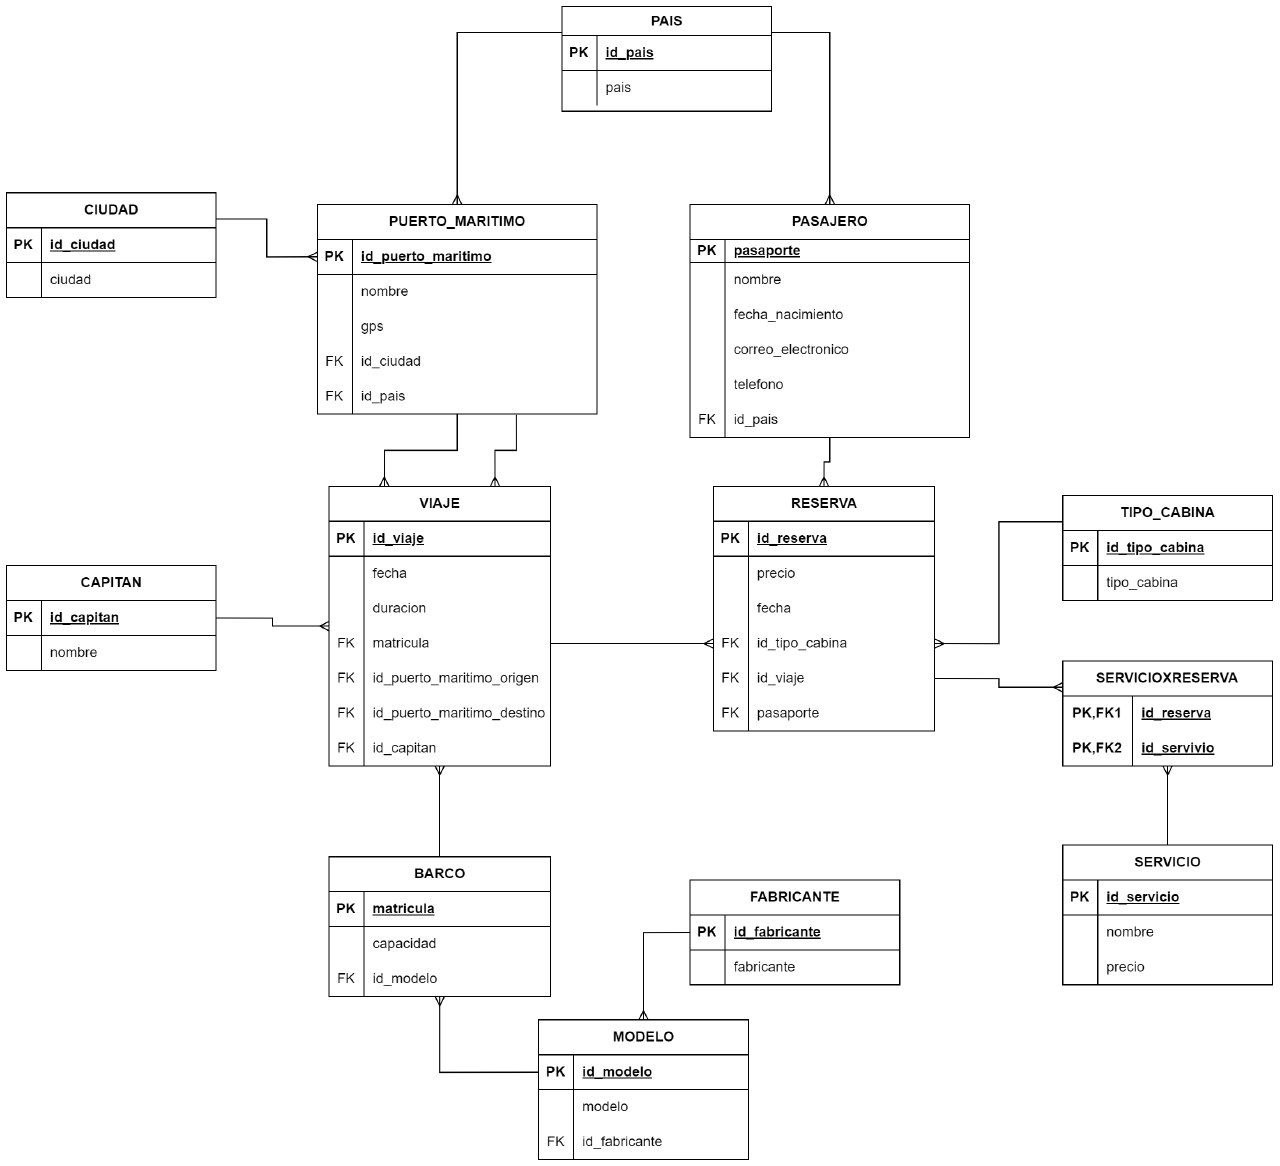 PAIS
PK id_pais
pais
CIUDAD
PK id_ciudad
ciudad
PUERTO_MARITIMO
PK id_puerto_maritimo
nombre
gps
FK id_ciudad
FK id_pais
PASAJERO
PK pasaporte
nombre
fecha_nacimiento
correo_electronico
telefono
FK id_pais
VIAJE
PK id_viaje
fecha
duracion
FK matricula
FK id_puerto_maritimo_origen
FK id_puerto_maritimo_destino
FK id_capitan
RESERVA
PK id_reserva
precio
fecha
FK id_tipo_cabina
FK id_viaje
FK pasaporte
TIPO_CABINA
PK id_tipo_cabina
tipo_cabina
CAPITAN
PK id_capitan
nombre
SERVICIOXRESERVA
PK,FK1 id_reserva
PK,FK2 id_servivio
BARCO
PK matricula
capacidad
FK id_modelo
FABRICANTE
PK id_fabricante
fabricante
SERVICIO
PK id_servicio
nombre
precio
MODELO
PK id_modelo
modelo
FK id_fabricante